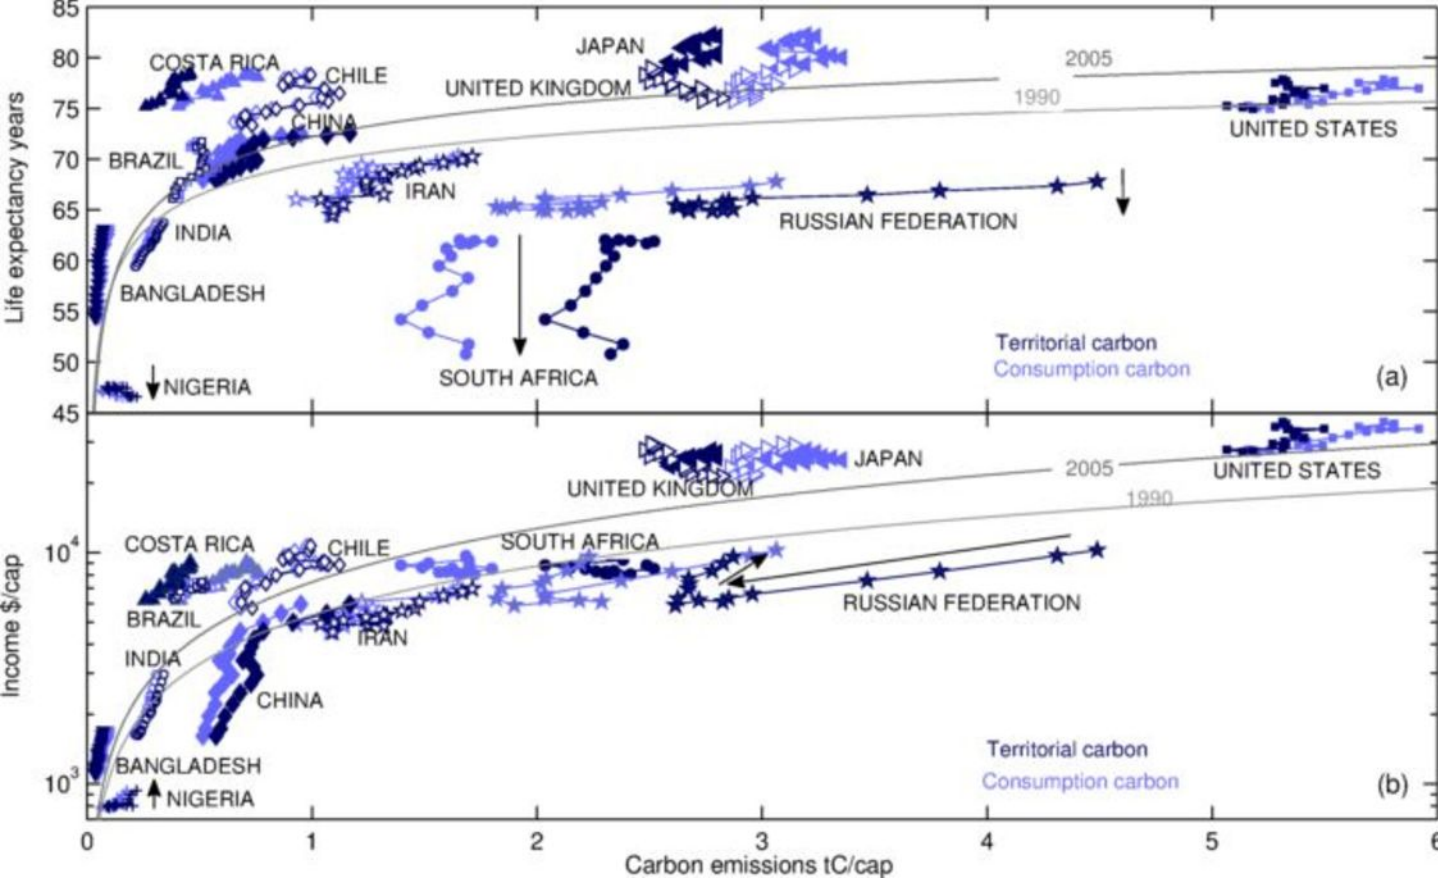 85
80
75
70
65
60
55
50
45
Life expectancy years
COSTA RICA
CHILE
JAPAN
UNITED KINGDOM
2005
1990
CHINA
UNITED STATES
BRAZIL
IRAN
RUSSIAN FEDERATION
INDIA
BANGLADESH
Territorial carbon
Consumption carbon
SOUTH AFRICA
NIGERIA
(a)
10⁴
10³
Income $/cap
JAPAN
UNITED KINGDOM
2005
UNITED STATES
1990
COSTA RICA
CHILE
SOUTH AFRICA
BRAZIL
RUSSIAN FEDERATION
IRAN
INDIA
CHINA
BANGLADESH
NIGERIA
Territorial carbon
Consumption carbon
(b)
0 1 2 3 4 5 6
Carbon emissions tC/cap